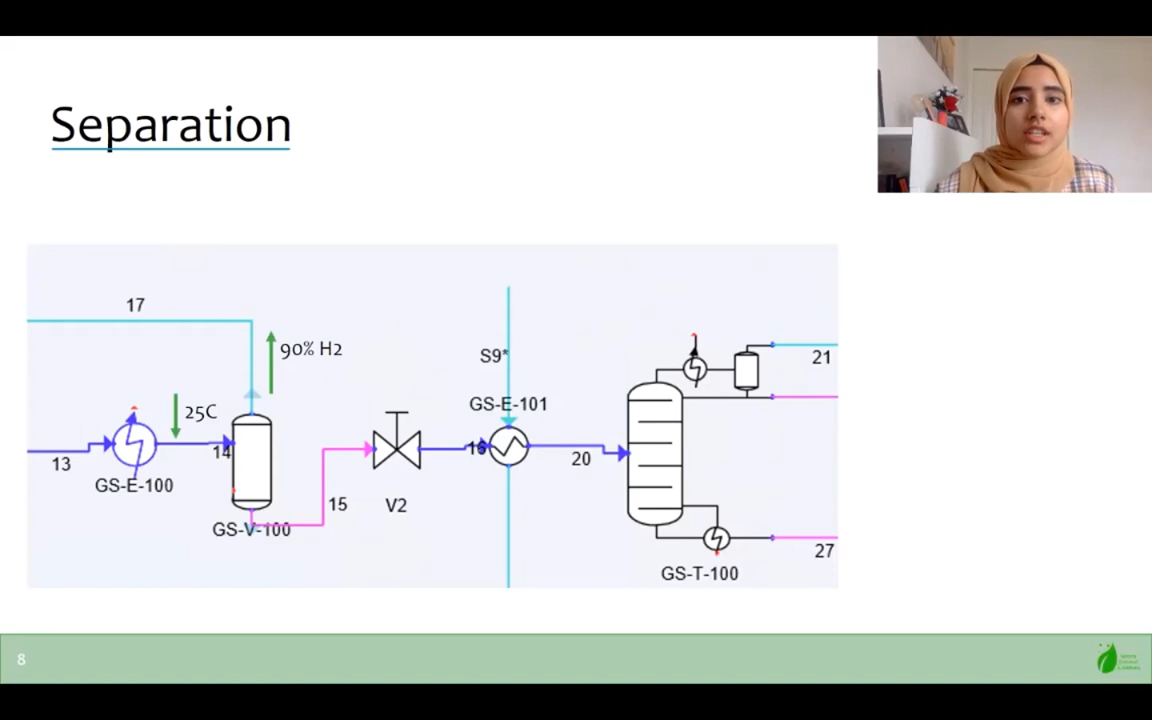 Separation
17
90% H2
S9*
21
GS-E-101
25C
14
16
13
20
GS-E-100
15
V2
GS-V-100
27
GS-T-100
8